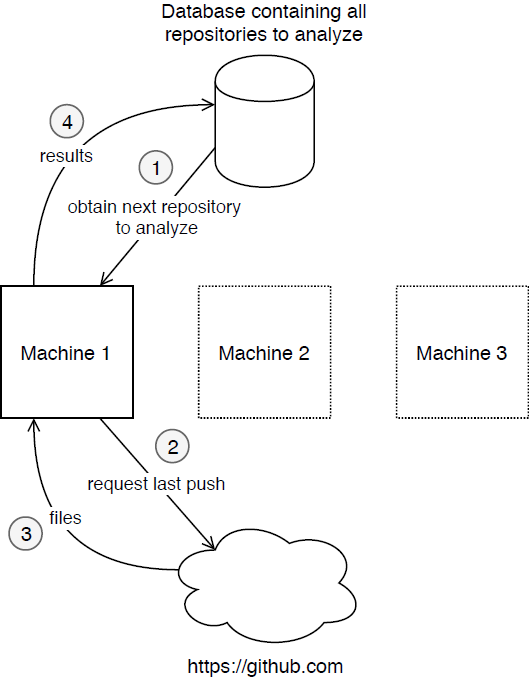 Database containing all
repositories to analyze
4
results
1
obtain next repository
to analyze
Machine 1
Machine 2
Machine 3
2
request last push
files
3
https://github.com